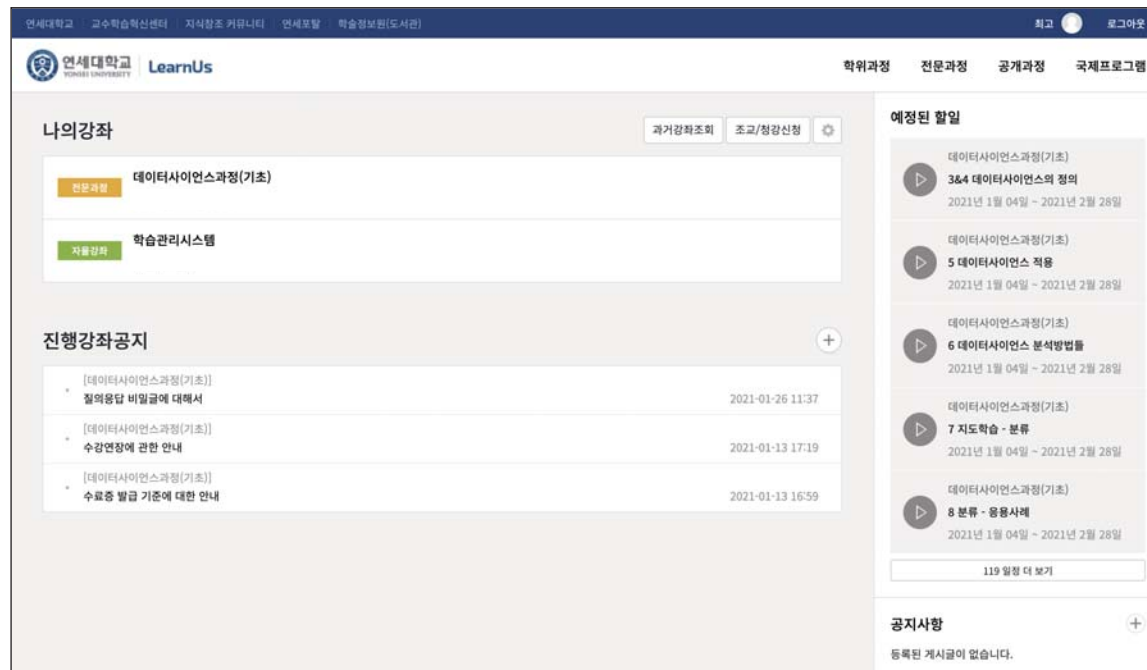 연세대학교 교수학습혁신센터 지식창조 커뮤니티 연세포탈 학술정보원(도서관) 최고 로그아웃
연세대학교 YONSEI UNIVERSITY LearnUs 학위과정 전문과정 공개과정 국제프로그램
나의강좌 과거강좌조회 조교/청강신청
전문과정 데이터사이언스과정(기초)
자율강좌 학습관리시스템
진행강좌공지
[데이터사이언스과정(기초)]
질의응답 비밀글에 대해서 2021-01-26 11:37
[데이터사이언스과정(기초)]
수강연장에 관한 안내 2021-01-13 17:19
[데이터사이언스과정(기초)]
수료증 발급 기준에 대한 안내 2021-01-13 16:59
예정된 할일
데이터사이언스과정(기초)
3&4 데이터사이언스의 정의
2021년 1월 04일 ~ 2021년 2월 28일
데이터사이언스과정(기초)
5 데이터사이언스 적용
2021년 1월 04일 ~ 2021년 2월 28일
데이터사이언스과정(기초)
6 데이터사이언스 분석방법들
2021년 1월 04일 ~ 2021년 2월 28일
데이터사이언스과정(기초)
7 지도학습 - 분류
2021년 1월 04일 ~ 2021년 2월 28일
데이터사이언스과정(기초)
8 분류 - 응용사례
2021년 1월 04일 ~ 2021년 2월 28일
119 일정 더 보기
공지사항
등록된 게시글이 없습니다.